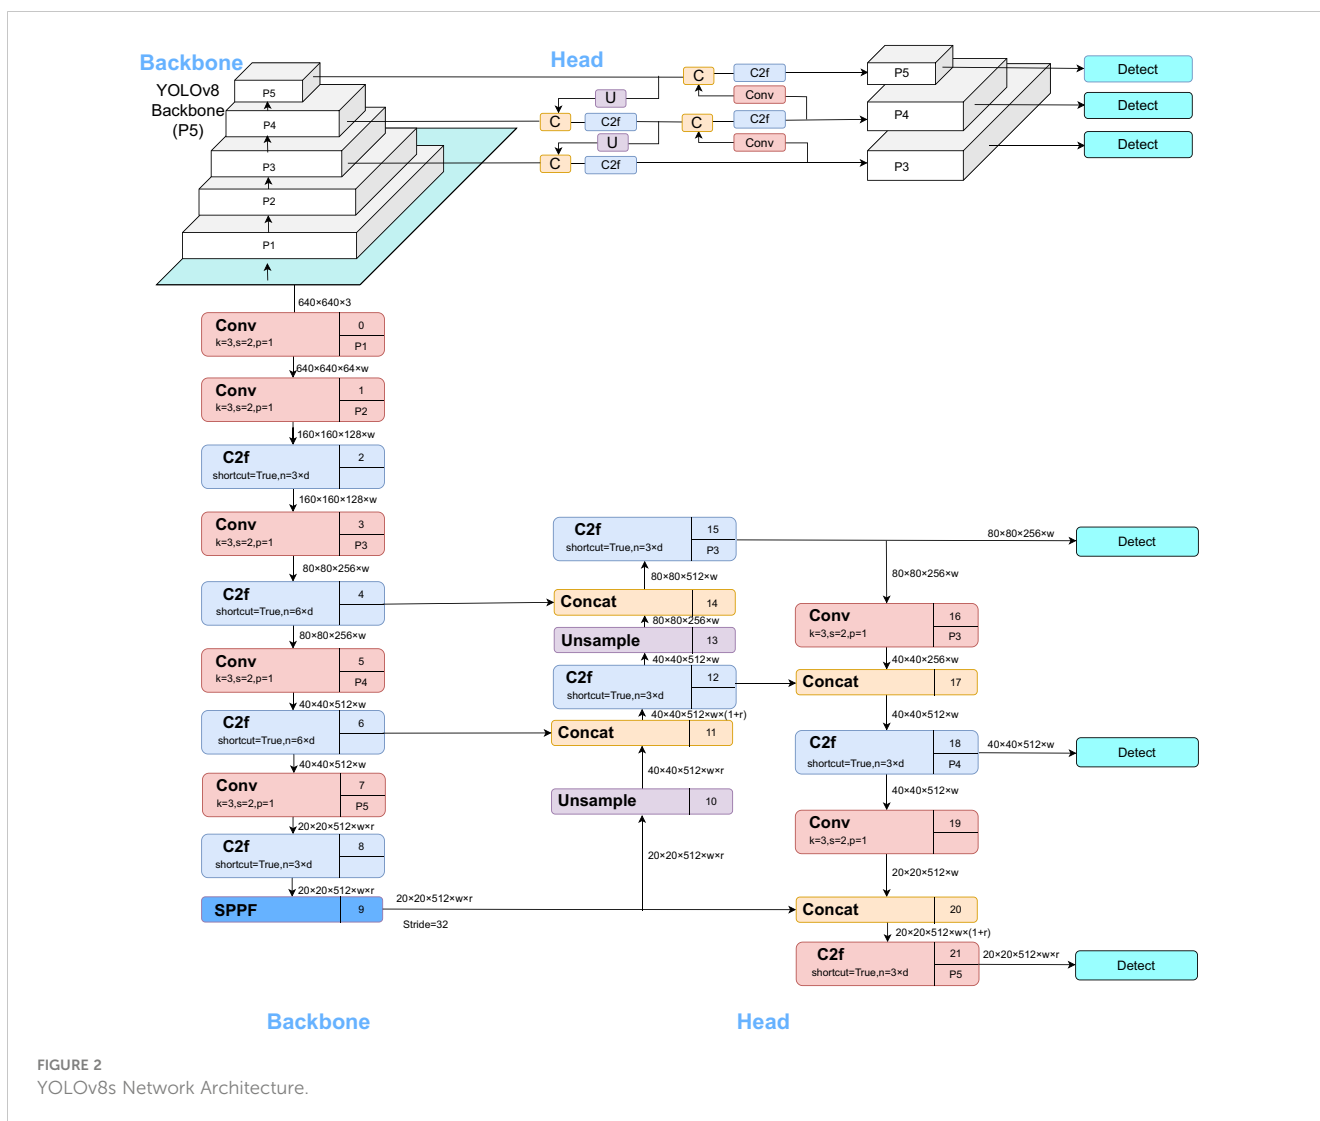 Backbone
YOLOv8
Backbone
(P5)
P5
P4
P3
P2
P1
Head
C
C2f
U
Conv
C
C2f
C
C2f
U
Conv
C
C2f
P5
P4
P3
Detect
Detect
Detect
640×640×3
Conv
k=3,s=2,p=1
0
P1
640×640×64×w
Conv
k=3,s=2,p=1
1
P2
160×160×128×w
C2f
shortcut=True,n=3×d
2
160×160×128×w
Conv
k=3,s=2,p=1
3
P3
80×80×256×w
C2f
shortcut=True,n=6×d
4
80×80×256×w
Conv
k=3,s=2,p=1
5
P4
40×40×512×w
C2f
shortcut=True,n=6×d
6
40×40×512×w
Conv
k=3,s=2,p=1
7
P5
20×20×512×w×r
C2f
shortcut=True,n=3×d
8
20×20×512×w×r
SPPF
9
20×20×512×w×r
Stride=32
C2f
shortcut=True,n=3×d
15
P3
80×80×512×w
Concat
14
80×80×256×w
Unsample
13
40×40×512×w
C2f
shortcut=True,n=3×d
12
40×40×512×w×(1+r)
Concat
11
40×40×512×w×r
Unsample
10
20×20×512×w×r
80×80×256×w
Detect
80×80×256×w
Conv
k=3,s=2,p=1
16
P3
40×40×256×w
Concat
17
40×40×512×w
C2f
shortcut=True,n=3×d
18
P4
40×40×512×w
Detect
40×40×512×w
Conv
k=3,s=2,p=1
19
20×20×512×w
Concat
20
20×20×512×w×(1+r)
C2f
shortcut=True,n=3×d
21
P5
20×20×512×w×r
Detect
Backbone
Head
FIGURE 2
YOLOv8s Network Architecture.